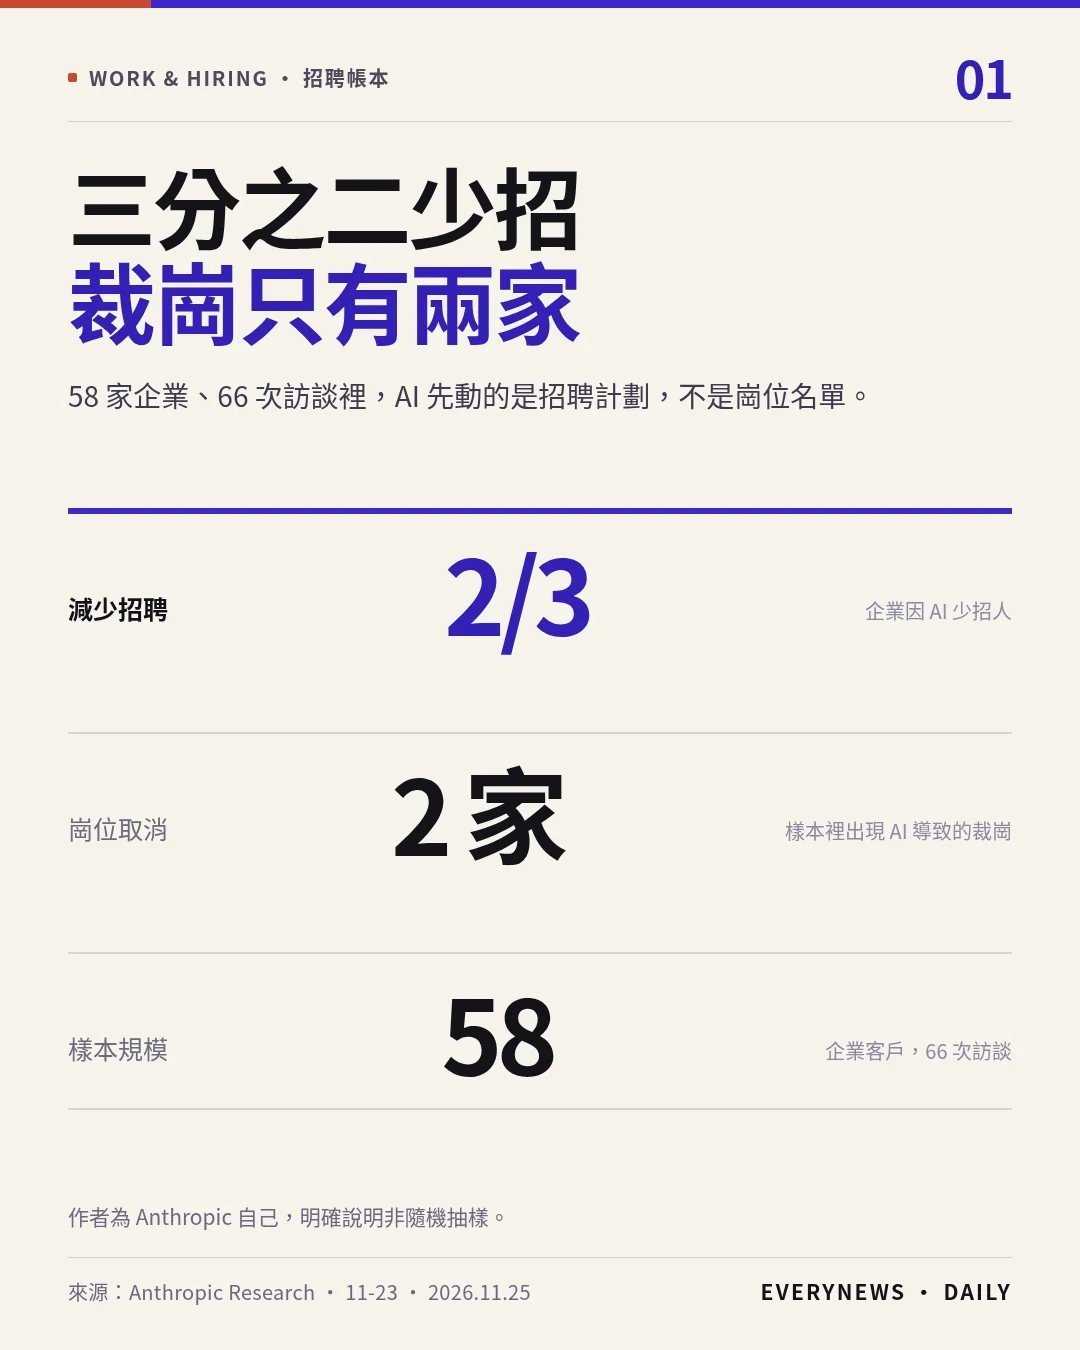 WORK & HIRING · 招聘帳本
01
三分之二少招
裁崗只有兩家
58 家企業、66 次訪談裡，AI 先動的是招聘計劃，不是崗位名單。
減少招聘
2/3
企業因 AI 少招人
崗位取消
2 家
樣本裡出現 AI 導致的裁崗
樣本規模
58
企業客戶，66 次訪談
作者為 Anthropic 自己，明確說明非隨機抽樣。
來源：Anthropic Research · 11-23 · 2026.11.25
EVERYNEWS · DAILY